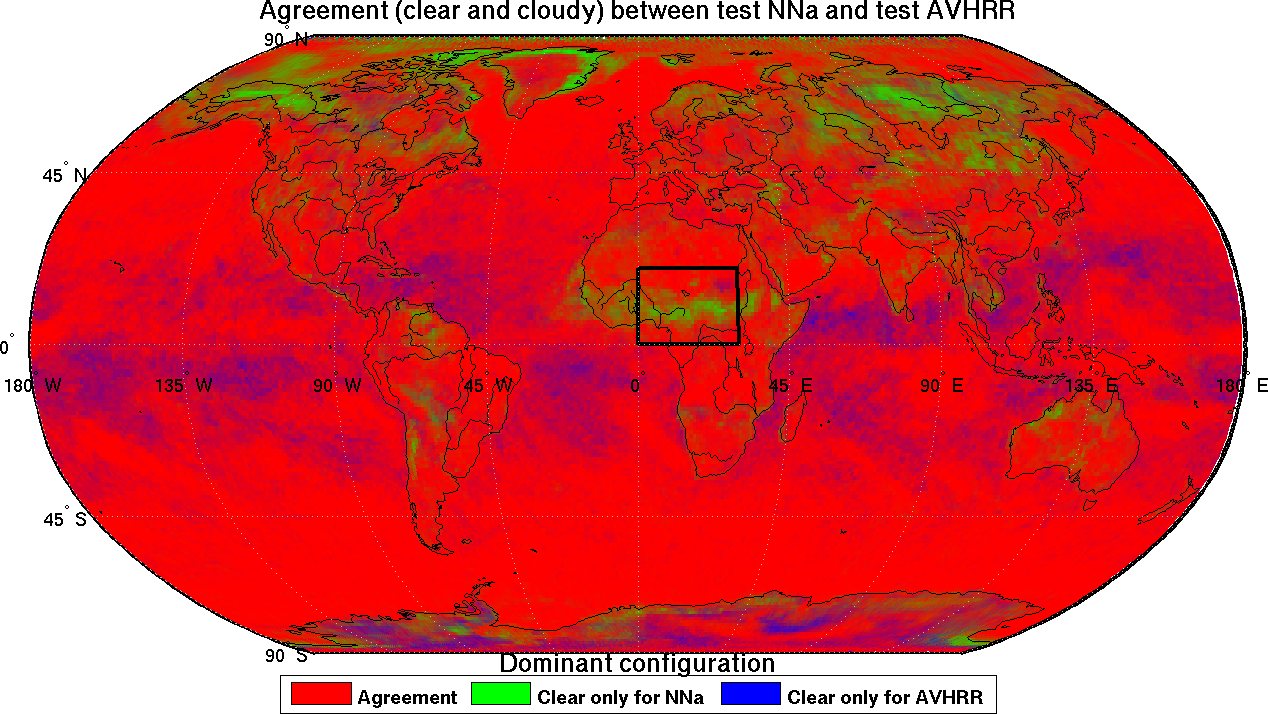 Agreement (clear and cloudy) between test NNa and test AVHRR
90° N
45° N
0°
180° W 135° W 90° W 45° W 0° 45° E 90° E 135° E 180° E
45° S
90° S
Dominant configuration
Agreement Clear only for NNa Clear only for AVHRR